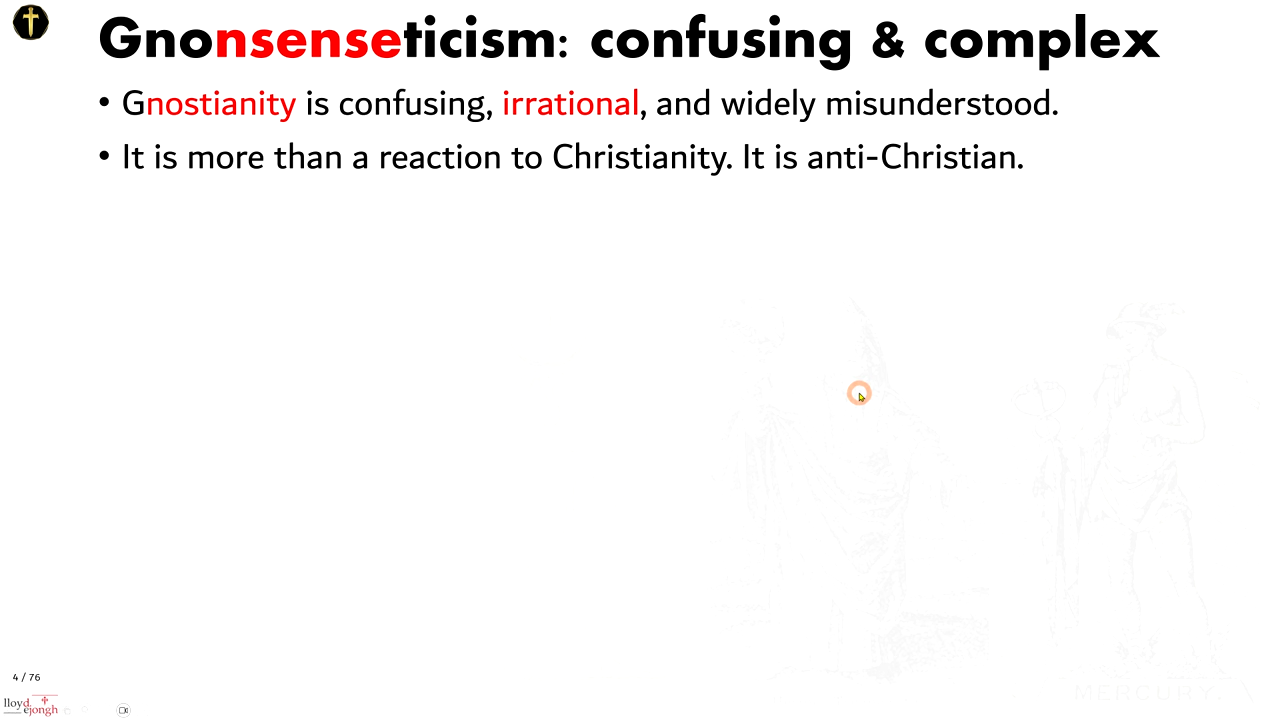 Gnonsenseticism: confusing & complex
• Gnostianity is confusing, irrational, and widely misunderstood.
• It is more than a reaction to Christianity. It is anti-Christian.
MERCURY.
4 / 76
lloyd
dejongh